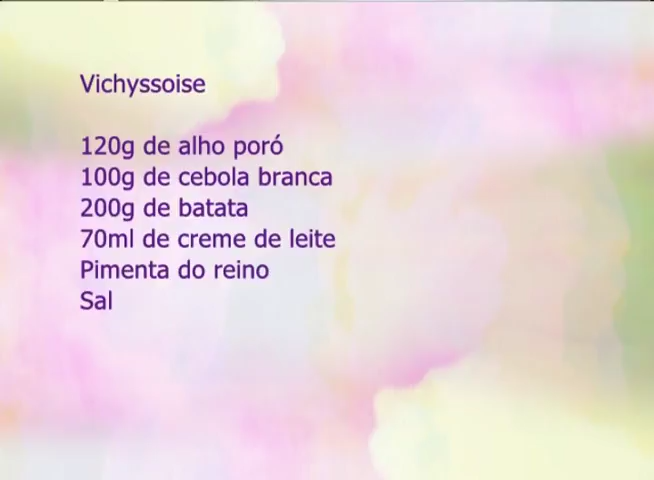 Vichyssoise
120g de alho poró
100g de cebola branca
200g de batata
70ml de creme de leite
Pimenta do reino
Sal